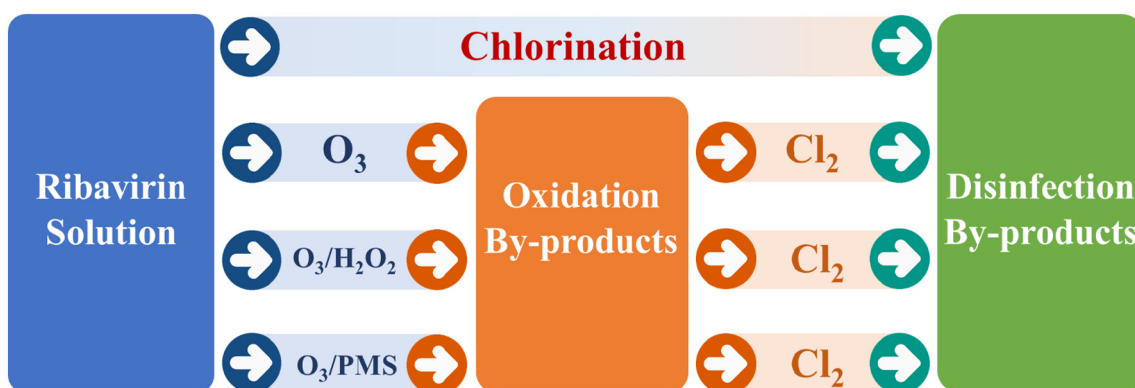 Chlorination
Ribavirin
Solution
O₃
O₃/H₂O₂
O₃/PMS
Oxidation
By-products
Cl₂
Cl₂
Cl₂
Disinfection
By-products